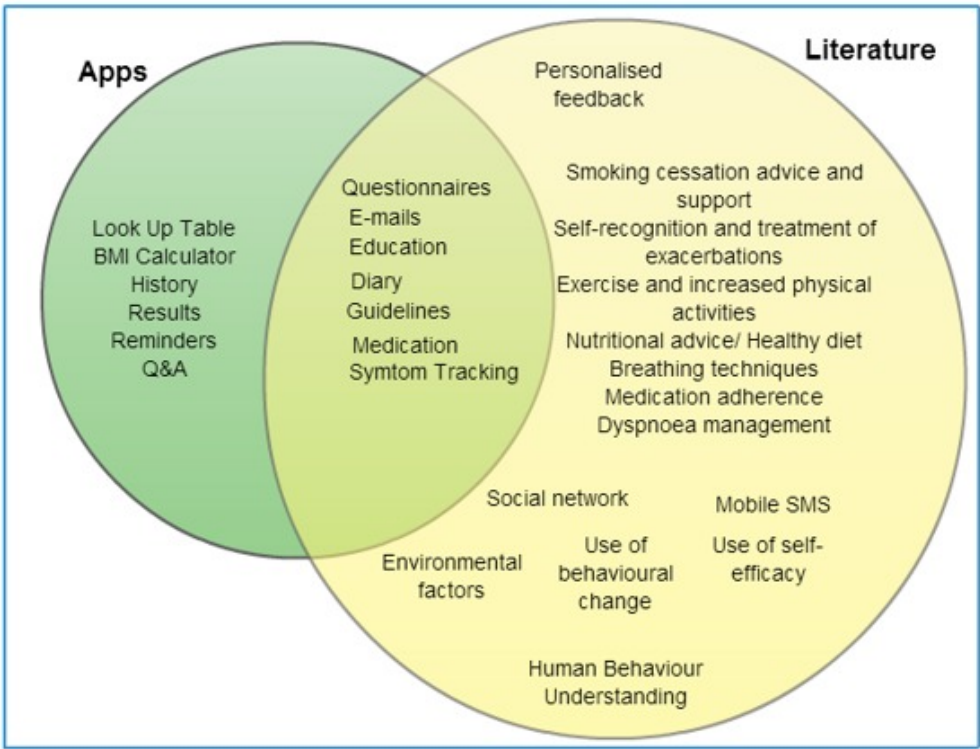 Apps
Literature
Look Up Table
BMI Calculator
History
Results
Reminders
Q&A
Questionnaires
E-mails
Education
Diary
Guidelines
Medication
Symtom Tracking
Personalised
feedback
Smoking cessation advice and
support
Self-recognition and treatment of
exacerbations
Exercise and increased physical
activities
Nutritional advice/ Healthy diet
Breathing techniques
Medication adherence
Dyspnoea management
Social network
Mobile SMS
Environmental
factors
Use of
behavioural
change
Use of self-
efficacy
Human Behaviour
Understanding